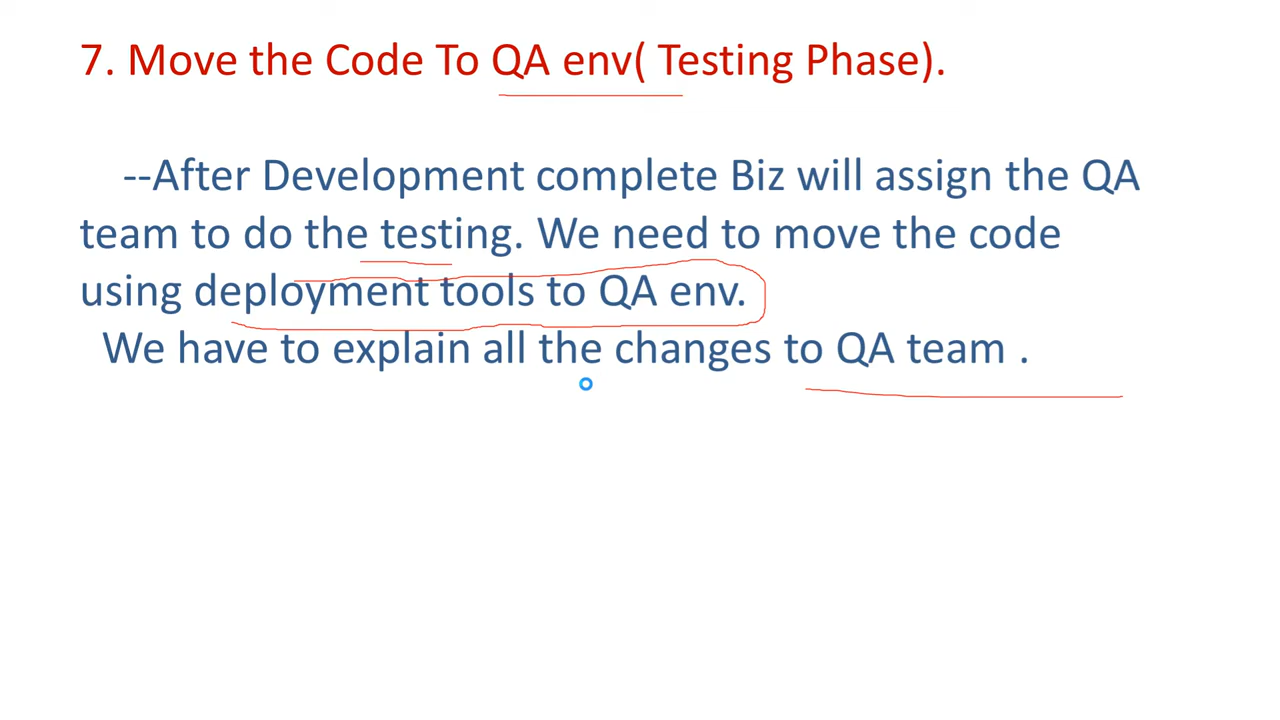 7. Move the Code To QA env( Testing Phase).
--After Development complete Biz will assign the QA
team to do the testing. We need to move the code
using deployment tools to QA env.
We have to explain all the changes to QA team .